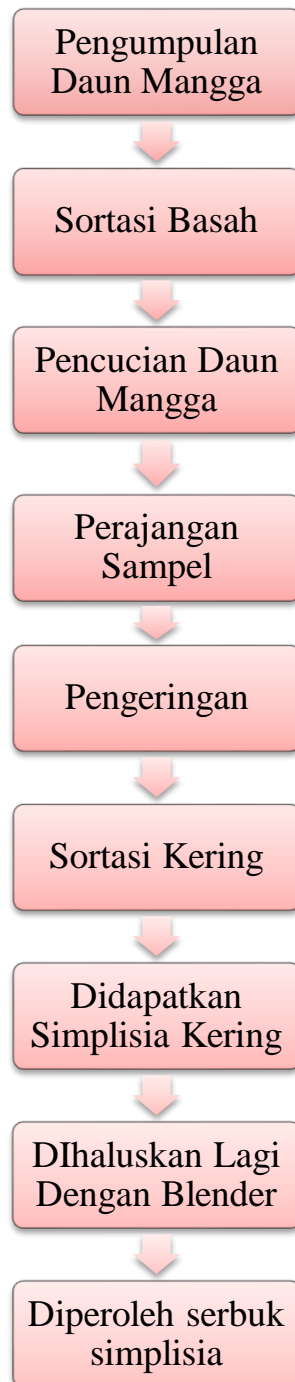 Pengumpulan
Daun Mangga
Sortasi Basah
Pencucian Daun
Mangga
Perajangan
Sampel
Pengeringan
Sortasi Kering
Didapatkan
Simplisia Kering
DIhaluskan Lagi
Dengan Blender
Diperoleh serbuk
simplisia